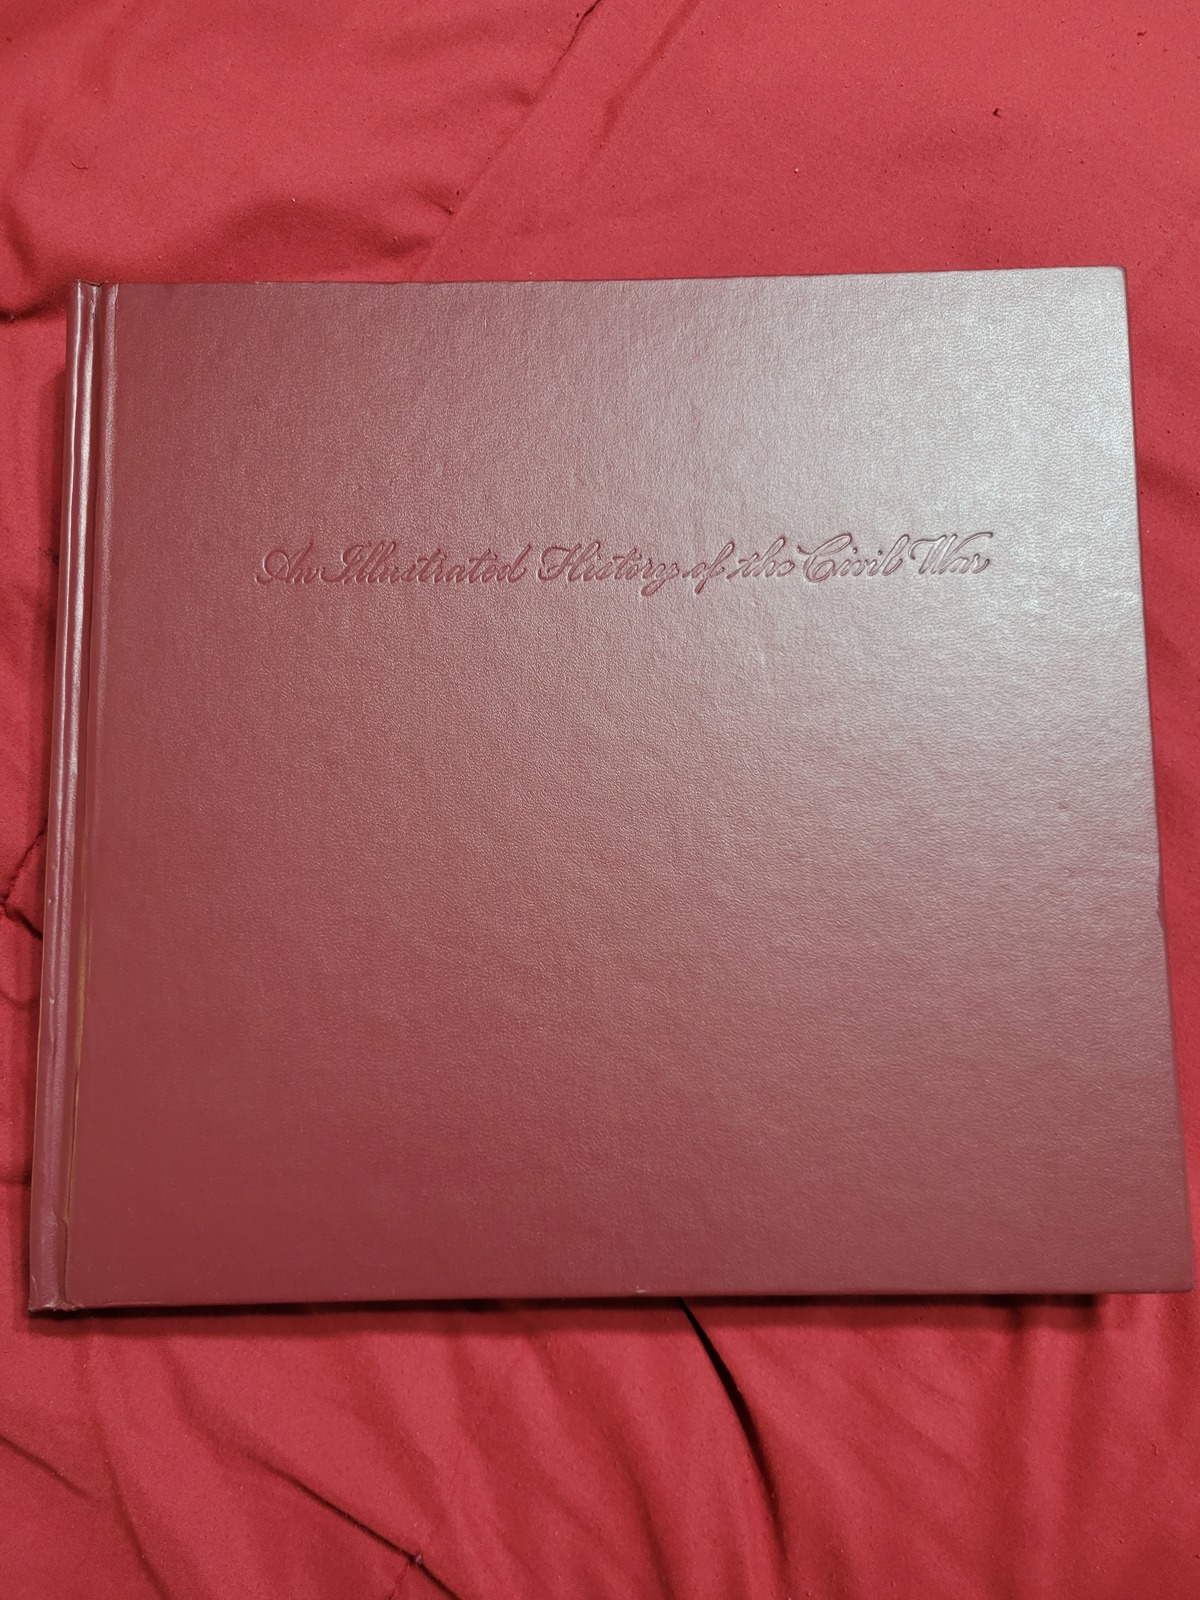 An Illustrated History of the Civil War